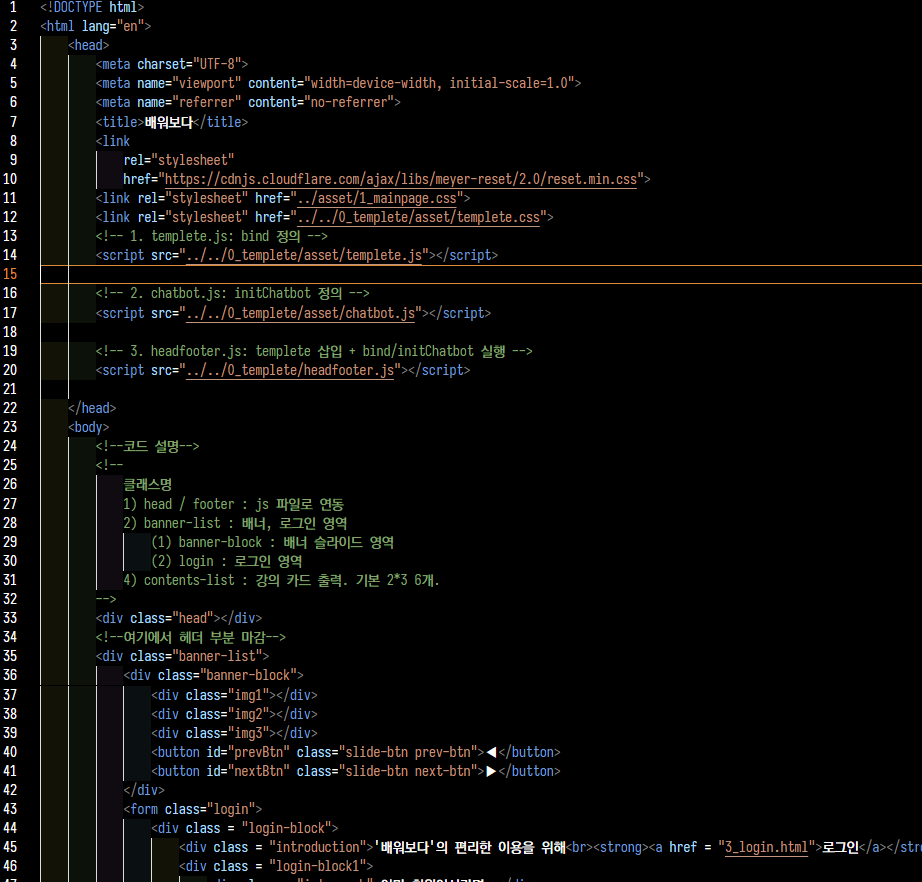 1 <!DOCTYPE html>
2 <html lang="en">
3 <head>
4 <meta charset="UTF-8">
5 <meta name="viewport" content="width=device-width, initial-scale=1.0">
6 <meta name="referrer" content="no-referrer">
7 <title>배워보다</title>
8 <link
9 rel="stylesheet"
10 href="https://cdnjs.cloudflare.com/ajax/libs/meyer-reset/2.0/reset.min.css">
11 <link rel="stylesheet" href="../asset/1_mainpage.css">
12 <link rel="stylesheet" href="../../0_templete/asset/templete.css">
13 <!-- 1. templete.js: bind 정의 -->
14 <script src="../../0_templete/asset/templete.js"></script>
15
16 <!-- 2. chatbot.js: initChatbot 정의 -->
17 <script src="../../0_templete/asset/chatbot.js"></script>
18
19 <!-- 3. headfooter.js: templete 삽입 + bind/initChatbot 실행 -->
20 <script src="../../0_templete/headfooter.js"></script>
21
22 </head>
23 <body>
24 <!--코드 설명-->
25 <!--
26 클래스명
27 1) head / footer : js 파일로 연동
28 2) banner-list : 배너, 로그인 영역
29 (1) banner-block : 배너 슬라이드 영역
30 (2) login : 로그인 영역
31 4) contents-list : 강의 카드 출력. 기본 2*3 6개.
32 -->
33 <div class="head"></div>
34 <!--여기에서 헤더 부분 마감-->
35 <div class="banner-list">
36 <div class="banner-block">
37 <div class="img1"></div>
38 <div class="img2"></div>
39 <div class="img3"></div>
40 <button id="prevBtn" class="slide-btn prev-btn">◀</button>
41 <button id="nextBtn" class="slide-btn next-btn">▶</button>
42 </div>
43 <form class="login">
44 <div class = "login-block">
45 <div class = "introduction">'배워보다'의 편리한 이용을 위해<br><strong><a href = "3_login.html">로그인</a></stro
46 <div class = "login-block1">